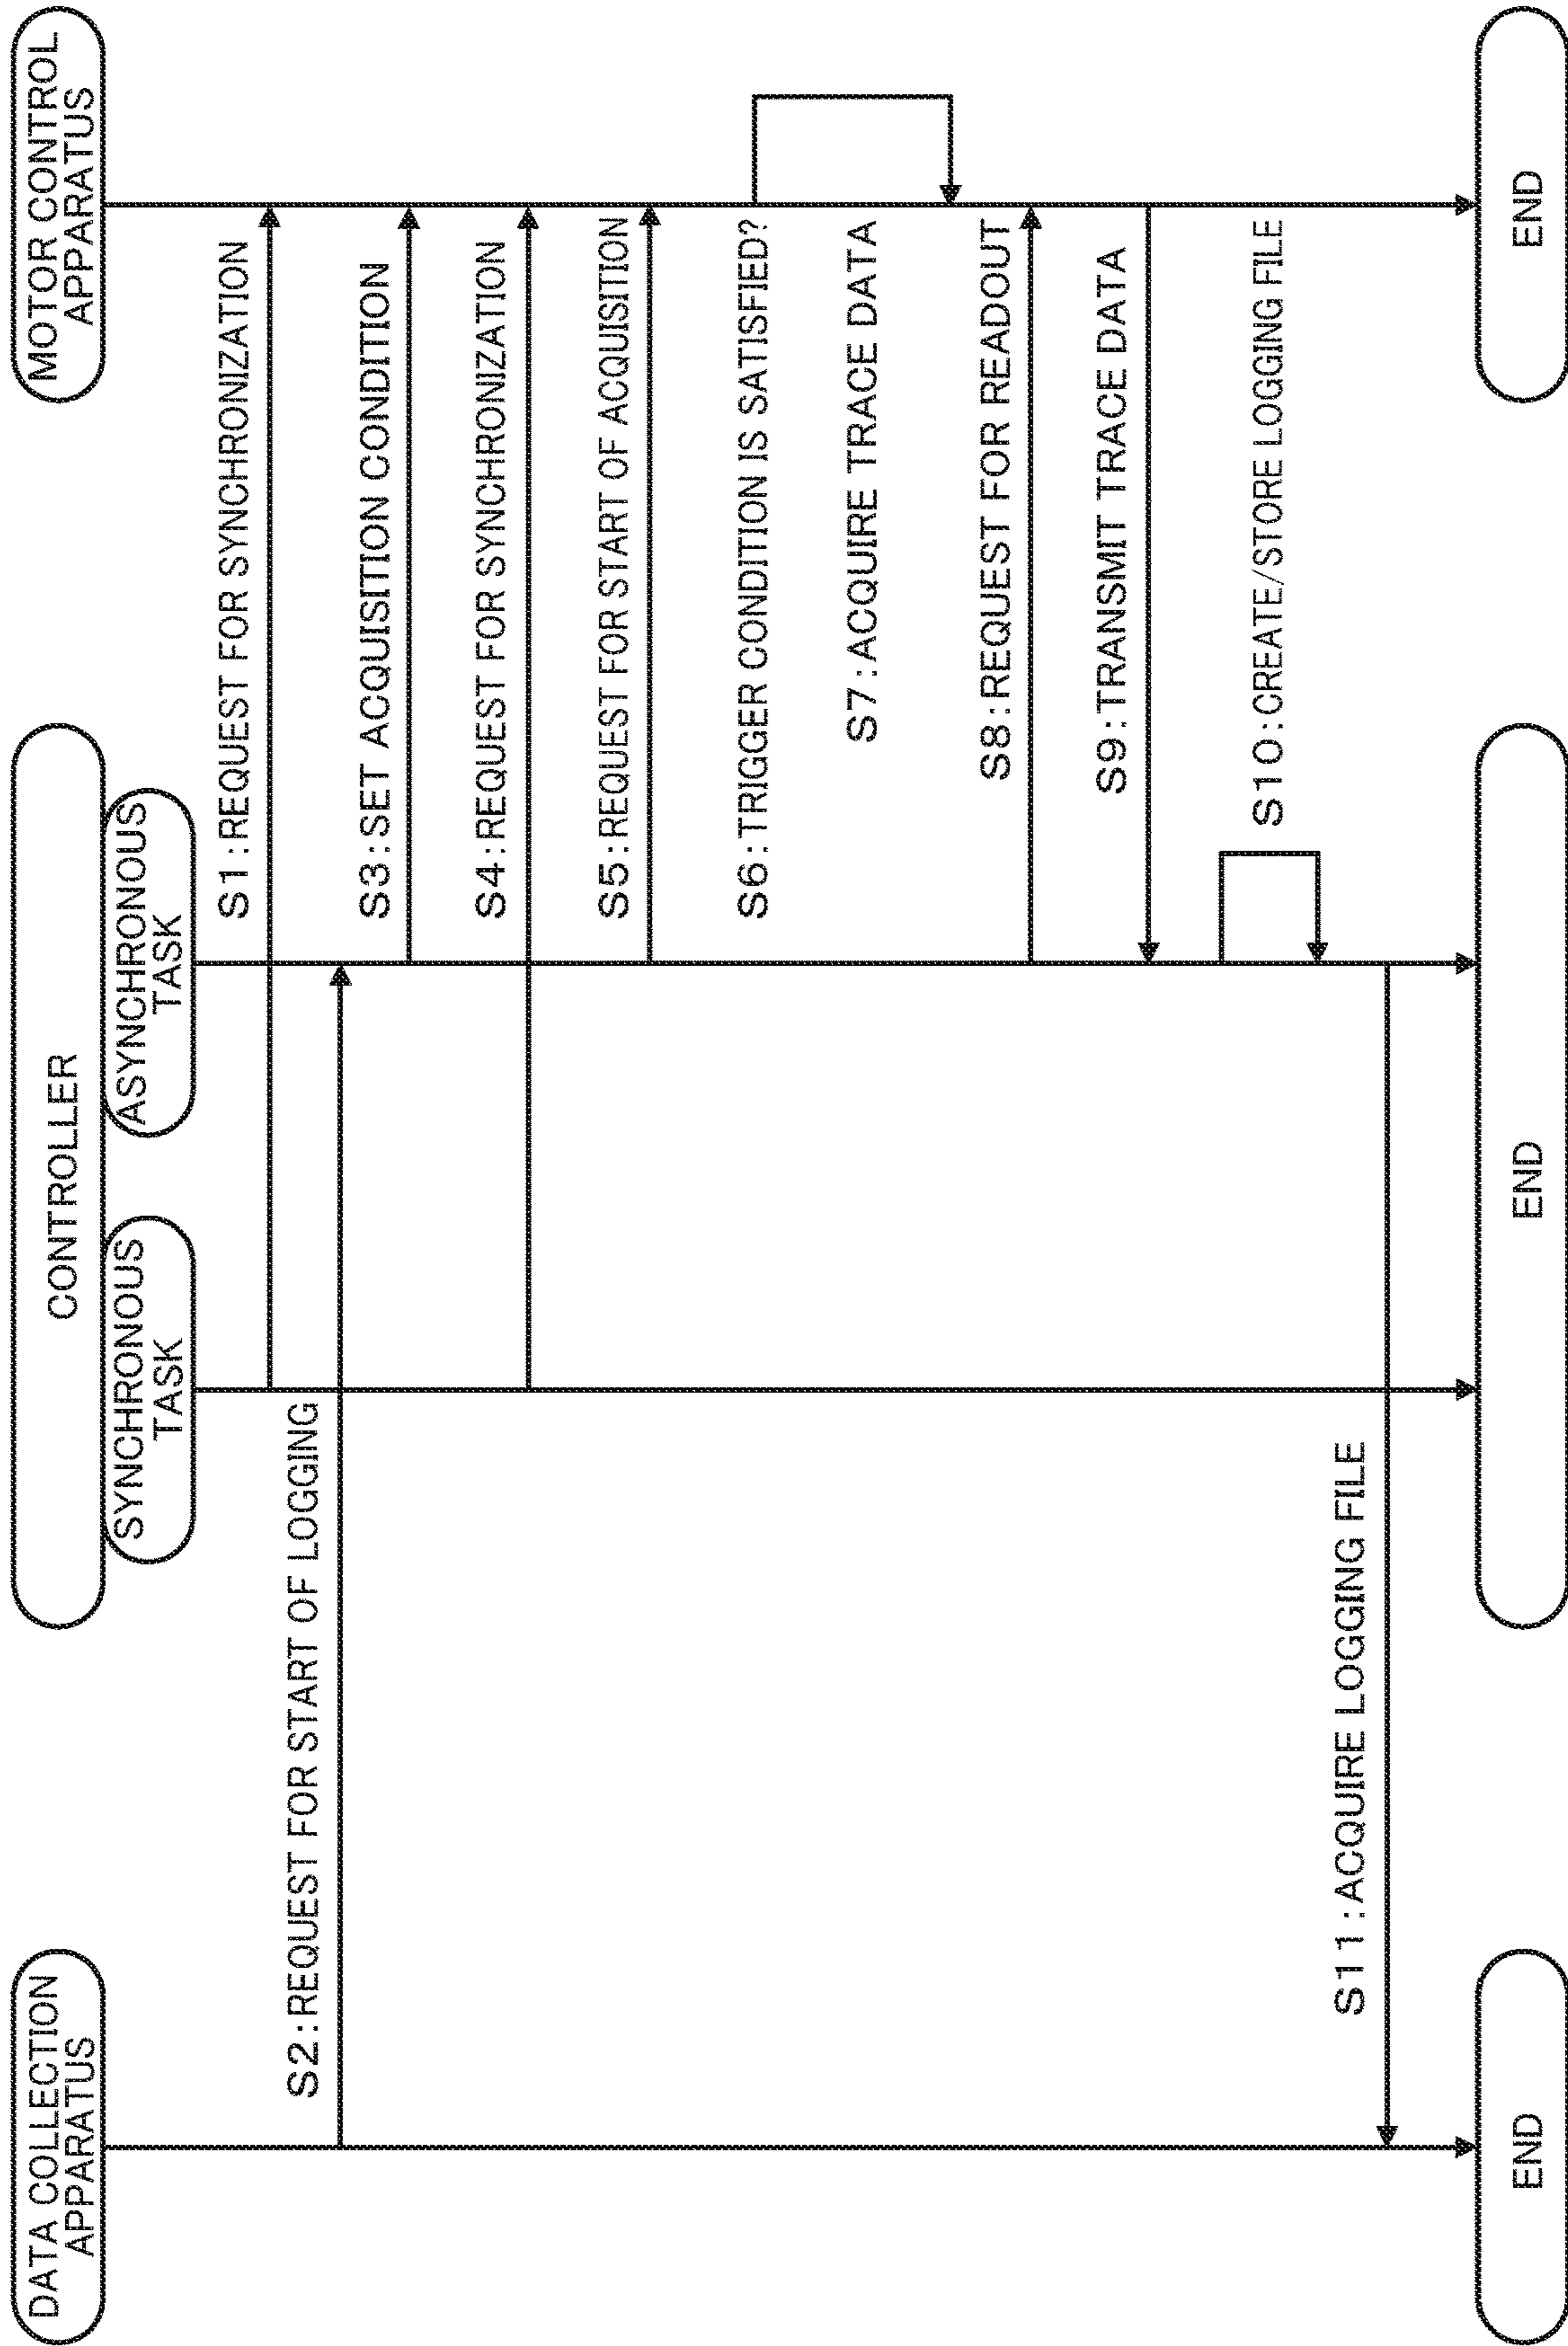 DATA COLLECTION
APPARATUS
CONTROLLER
SYNCHRONOUS
TASK
ASYNCHRONOUS
TASK
MOTOR CONTROL
APPARATUS
S1:REQUEST FOR SYNCHRONIZATION
S2:REQUEST FOR START OF LOGGING
S3:SET ACQUISITION CONDITION
S4:REQUEST FOR SYNCHRONIZATION
S5:REQUEST FOR START OF ACQUISITION
S6:TRIGGER CONDITION IS SATISFIED?
S7:ACQUIRE TRACE DATA
S8:REQUEST FOR READOUT
S9:TRANSMIT TRACE DATA
S10:CREATE/STORE LOGGING FILE
S11:ACQUIRE LOGGING FILE
END
END
END